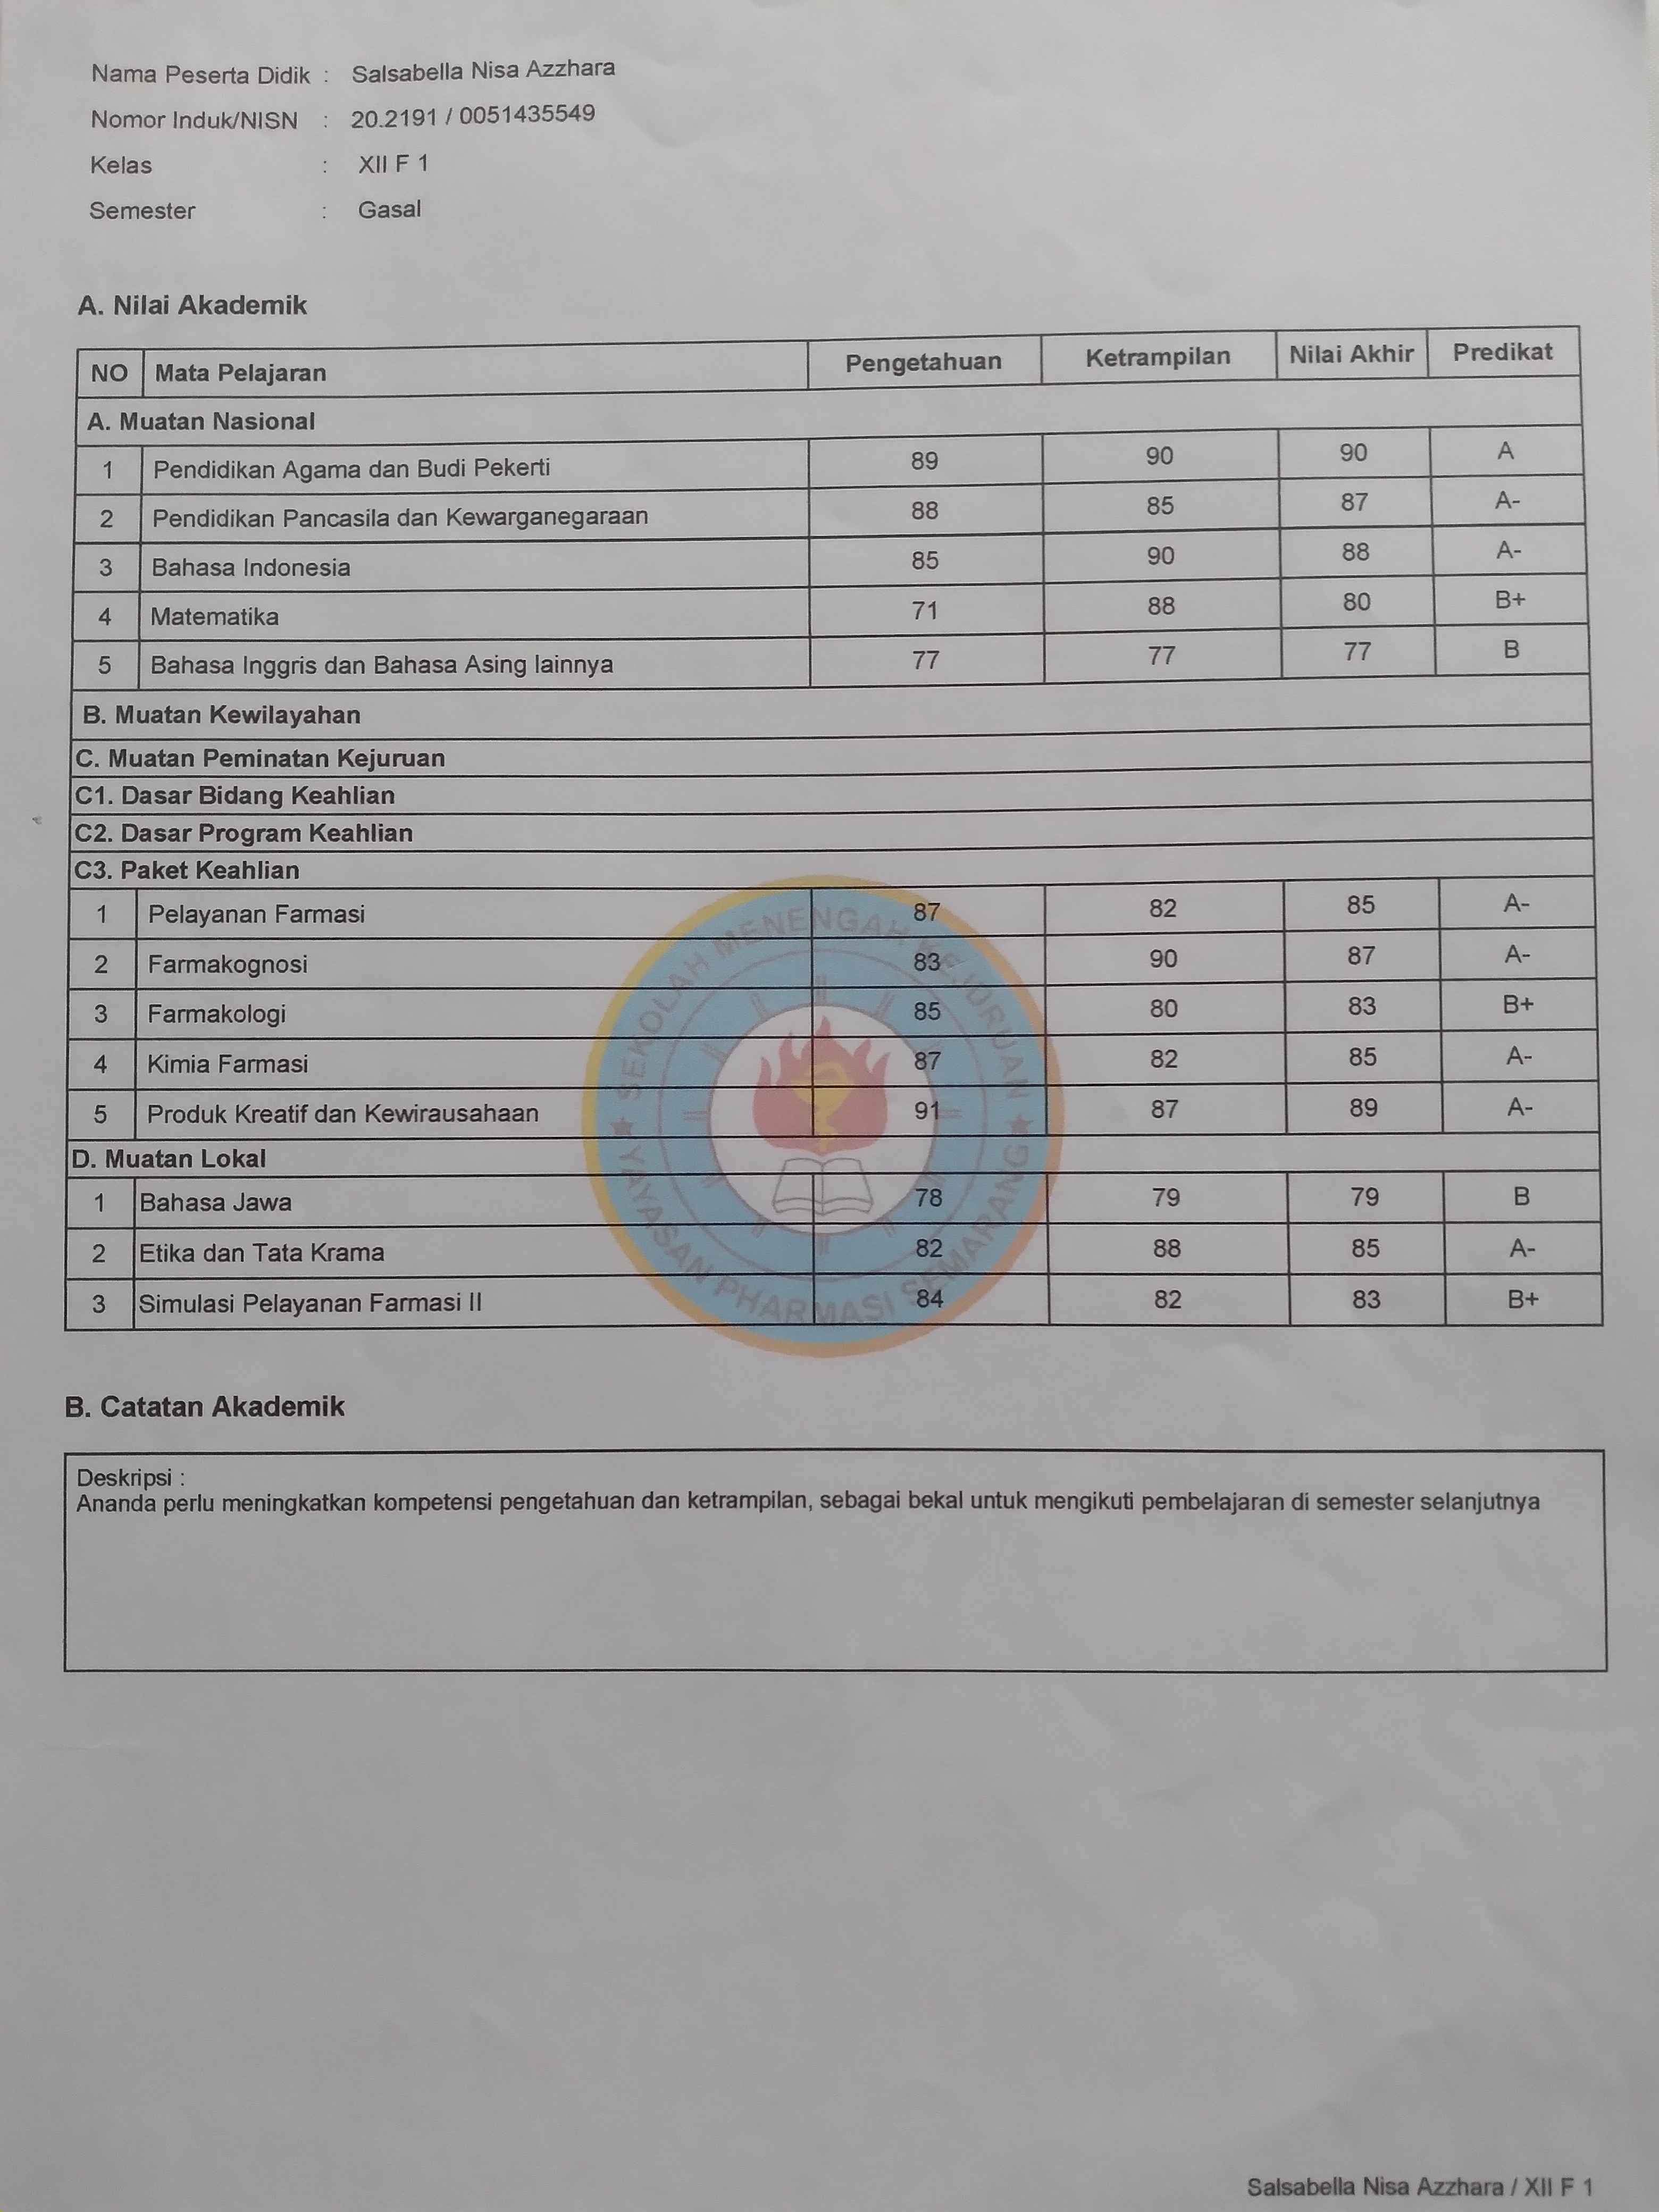 Nama Peserta Didik : Salsabella Nisa Azzhara
Nomor Induk/NISN : 20.2191 / 0051435549
Kelas : XII F 1
Semester : Gasal
A. Nilai Akademik
NO Mata Pelajaran Pengetahuan Ketrampilan Nilai Akhir Predikat
A. Muatan Nasional
1 Pendidikan Agama dan Budi Pekerti 89 90 90 A
2 Pendidikan Pancasila dan Kewarganegaraan 88 85 87 A-
3 Bahasa Indonesia 85 90 88 A-
4 Matematika 71 88 80 B+
5 Bahasa Inggris dan Bahasa Asing lainnya 77 77 77 B
B. Muatan Kewilayahan
C. Muatan Peminatan Kejuruan
C1. Dasar Bidang Keahlian
C2. Dasar Program Keahlian
C3. Paket Keahlian
1 Pelayanan Farmasi 87 82 85 A-
2 Farmakognosi 83 90 87 A-
3 Farmakologi 85 80 83 B+
4 Kimia Farmasi 87 82 85 A-
5 Produk Kreatif dan Kewirausahaan 91 87 89 A-
D. Muatan Lokal
1 Bahasa Jawa 78 79 79 B
2 Etika dan Tata Krama 82 88 85 A-
3 Simulasi Pelayanan Farmasi II 84 82 83 B+
SEKOLAH MENENGAH KEJURUAN
YAYASAN PHARMASI SEMARANG
B. Catatan Akademik
Deskripsi :
Ananda perlu meningkatkan kompetensi pengetahuan dan ketrampilan, sebagai bekal untuk mengikuti pembelajaran di semester selanjutnya
Salsabella Nisa Azzhara / XII F 1